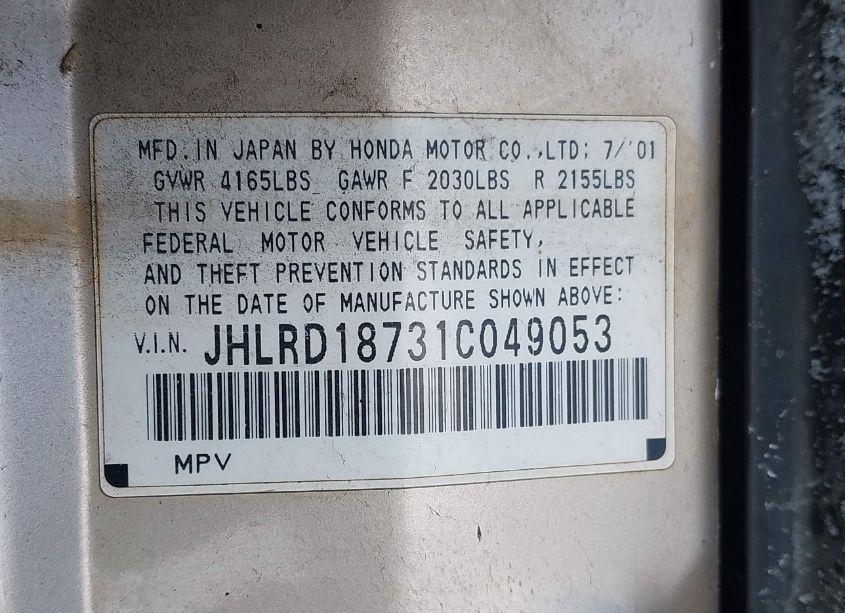 MFD. IN JAPAN BY HONDA MOTOR CO.,LTD; 7/'01
GVWR 4165LBS GAWR F 2030LBS R 2155LBS
THIS VEHICLE CONFORMS TO ALL APPLICABLE
FEDERAL MOTOR VEHICLE SAFETY,
AND THEFT PREVENTION STANDARDS IN EFFECT
ON THE DATE OF MANUFACTURE SHOWN ABOVE:
V.I.N. JHLRD18731C049053
MPV